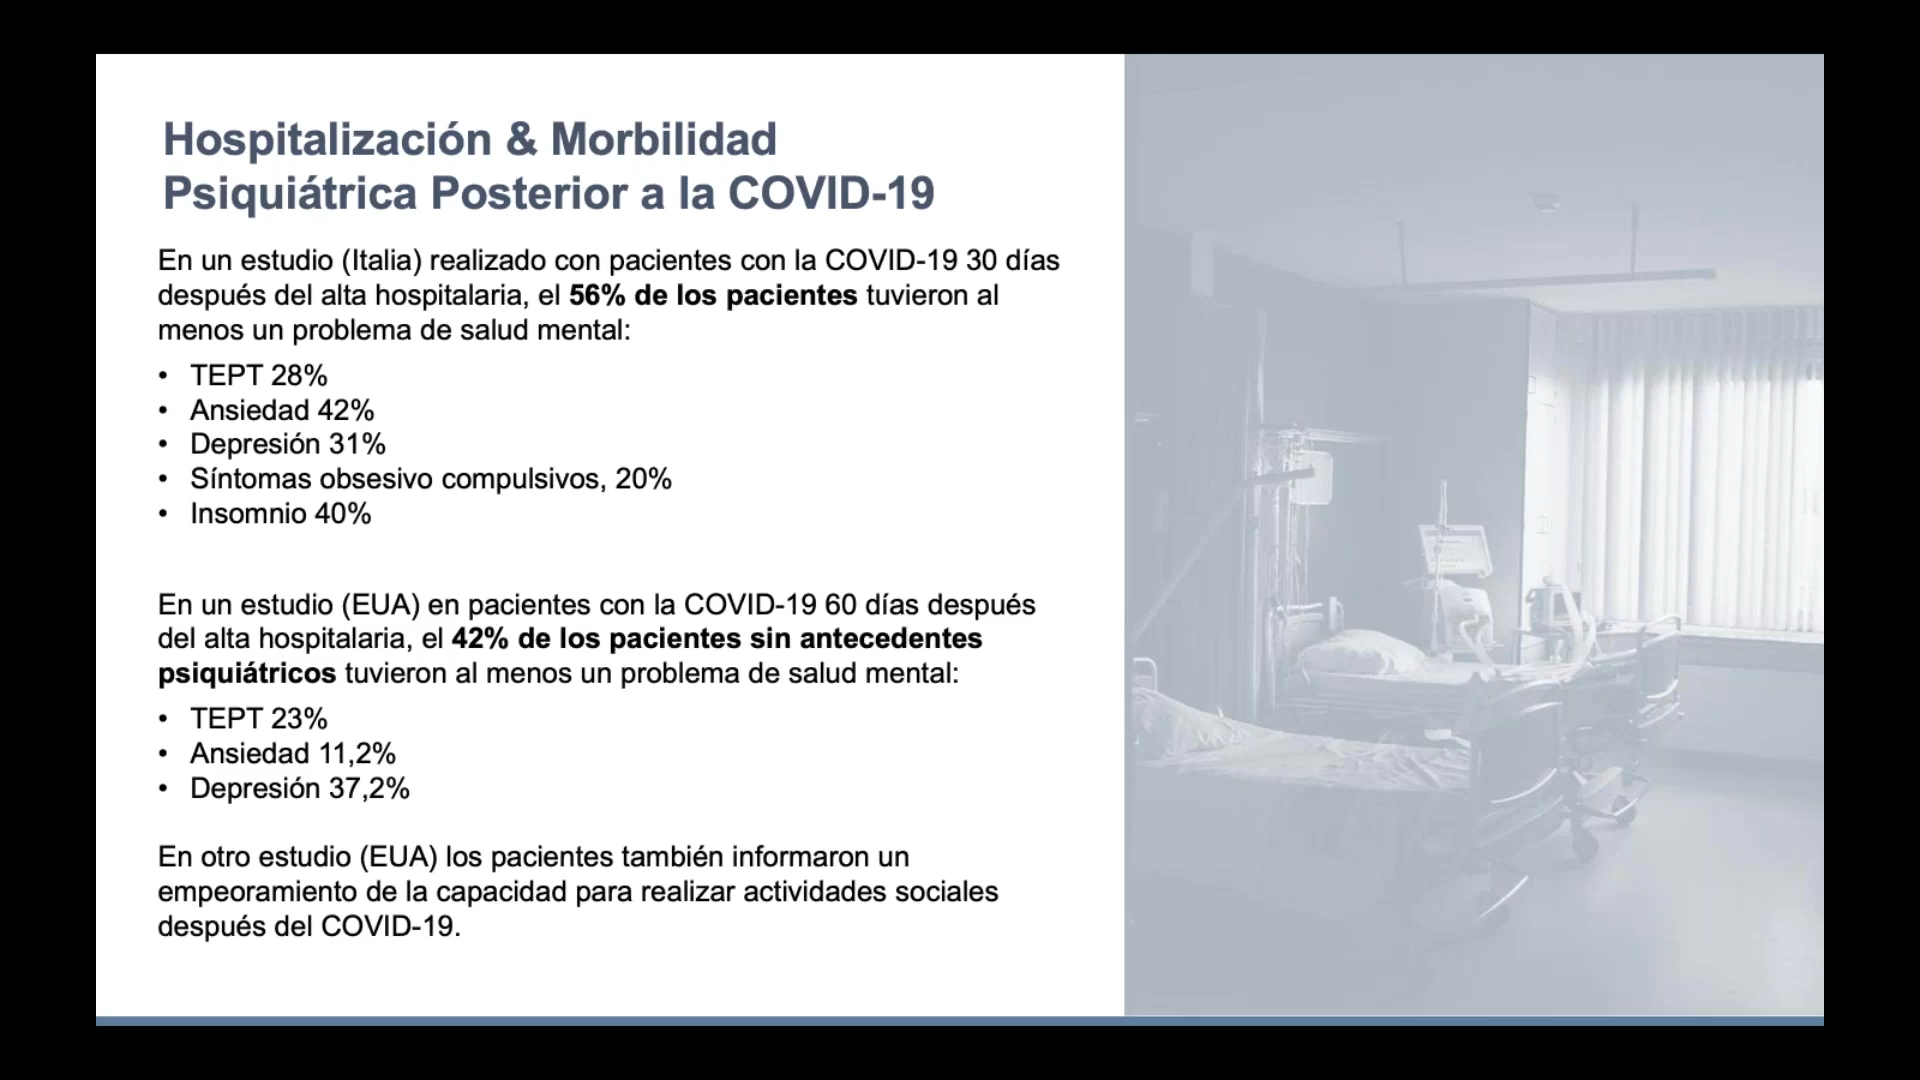 Hospitalización & Morbilidad
Psiquiátrica Posterior a la COVID-19
En un estudio (Italia) realizado con pacientes con la COVID-19 30 días
después del alta hospitalaria, el 56% de los pacientes tuvieron al
menos un problema de salud mental:
• TEPT 28%
• Ansiedad 42%
• Depresión 31%
• Síntomas obsesivo compulsivos, 20%
• Insomnio 40%
En un estudio (EUA) en pacientes con la COVID-19 60 días después
del alta hospitalaria, el 42% de los pacientes sin antecedentes
psiquiátricos tuvieron al menos un problema de salud mental:
• TEPT 23%
• Ansiedad 11,2%
• Depresión 37,2%
En otro estudio (EUA) los pacientes también informaron un
empeoramiento de la capacidad para realizar actividades sociales
después del COVID-19.